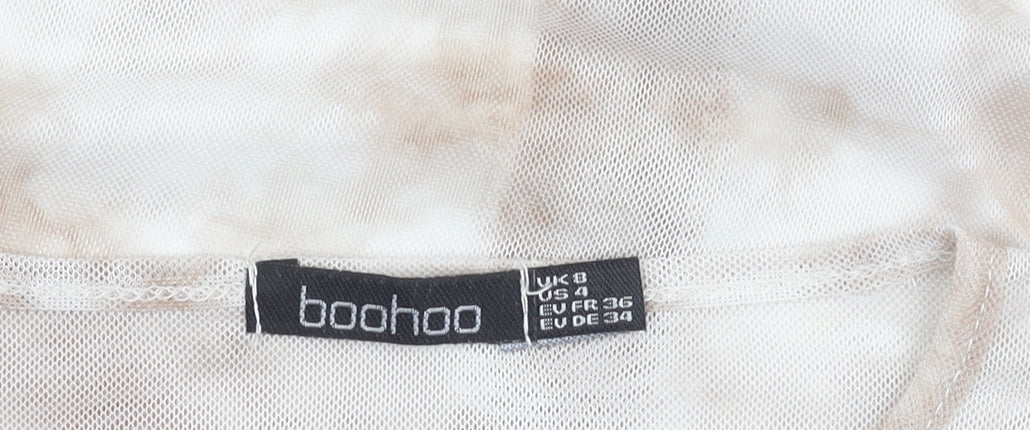 boohoo
UK 8
US 4
EU FR 36
EU DE 34